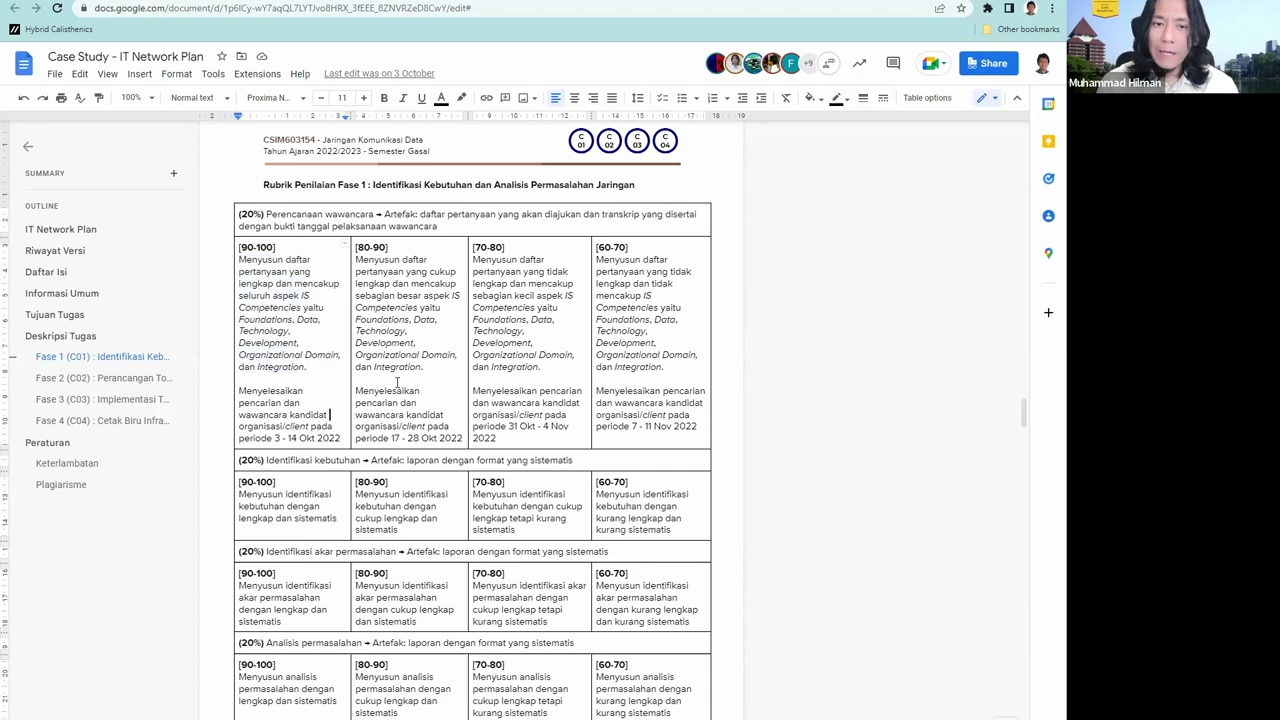 docs.google.com/document/d/1p6ICy-wY7aqQL7LYTJvo8HRX_3fEEE_8ZNVRZeD8CwY/edit#
Hybrid Calisthenics
Other bookmarks
Case Study - IT Network Plan
File Edit View Insert Format Tools Extensions Help Last edit was on 3 October
F
+9
Share
100% Normal text Proxima N... 11 B I U A Table options
Muhammad Hilman
SUMMARY
OUTLINE
IT Network Plan
Riwayat Versi
Daftar Isi
Informasi Umum
Tujuan Tugas
Deskripsi Tugas
Fase 1 (C01) : Identifikasi Keb...
Fase 2 (C02) : Perancangan To...
Fase 3 (C03) : Implementasi T...
Fase 4 (C04) : Cetak Biru Infra...
Peraturan
Keterlambatan
Plagiarisme
CSIM603154 - Jaringan Komunikasi Data
Tahun Ajaran 2022/2023 - Semester Gasal
C 01
C 02
C 03
C 04
Rubrik Penilaian Fase 1 : Identifikasi Kebutuhan dan Analisis Permasalahan Jaringan
(20%) Perencanaan wawancara → Artefak: daftar pertanyaan yang akan diajukan dan transkrip yang disertai
dengan bukti tanggal pelaksanaan wawancara
[90-100]
Menyusun daftar
pertanyaan yang
lengkap dan mencakup
seluruh aspek IS
Competencies yaitu
Foundations, Data,
Technology,
Development,
Organizational Domain,
dan Integration.
Menyelesaikan
pencarian dan
wawancara kandidat
organisasi/client pada
periode 3 - 14 Okt 2022
[80-90]
Menyusun daftar
pertanyaan yang cukup
lengkap dan mencakup
sebagian besar aspek IS
Competencies yaitu
Foundations, Data,
Technology,
Development,
Organizational Domain,
dan Integration.
Menyelesaikan
pencarian dan
wawancara kandidat
organisasi/client pada
periode 17 - 28 Okt 2022
[70-80]
Menyusun daftar
pertanyaan yang tidak
lengkap dan mencakup
sebagian kecil aspek IS
Competencies yaitu
Foundations, Data,
Technology,
Development,
Organizational Domain,
dan Integration.
Menyelesaikan pencarian
dan wawancara kandidat
organisasi/client pada
periode 31 Okt - 4 Nov
2022
[60-70]
Menyusun daftar
pertanyaan yang tidak
lengkap dan tidak
mencakup IS
Competencies yaitu
Foundations, Data,
Technology,
Development,
Organizational Domain,
dan Integration.
Menyelesaikan pencarian
dan wawancara kandidat
organisasi/client pada
periode 7 - 11 Nov 2022
(20%) Identifikasi kebutuhan → Artefak: laporan dengan format yang sistematis
[90-100]
Menyusun identifikasi
kebutuhan dengan
lengkap dan sistematis
[80-90]
Menyusun identifikasi
kebutuhan dengan
cukup lengkap dan
sistematis
[70-80]
Menyusun identifikasi
kebutuhan dengan cukup
lengkap tetapi kurang
sistematis
[60-70]
Menyusun identifikasi
kebutuhan dengan
kurang lengkap dan
kurang sistematis
(20%) Identifikasi akar permasalahan → Artefak: laporan dengan format yang sistematis
[90-100]
Menyusun identifikasi
akar permasalahan
dengan lengkap dan
sistematis
[80-90]
Menyusun identifikasi
akar permasalahan
dengan cukup lengkap
dan sistematis
[70-80]
Menyusun identifikasi akar
permasalahan dengan
cukup lengkap tetapi
kurang sistematis
[60-70]
Menyusun identifikasi
akar permasalahan
dengan kurang lengkap
dan kurang sistematis
(20%) Analisis permasalahan → Artefak: laporan dengan format yang sistematis
[90-100]
Menyusun analisis
permasalahan dengan
lengkap dan sistematis
[80-90]
Menyusun analisis
permasalahan dengan
cukup lengkap dan
sistematis
[70-80]
Menyusun analisis
permasalahan dengan
cukup lengkap tetapi
kurang sistematis
[60-70]
Menyusun analisis
permasalahan dengan
kurang lengkap dan
kurang sistematis